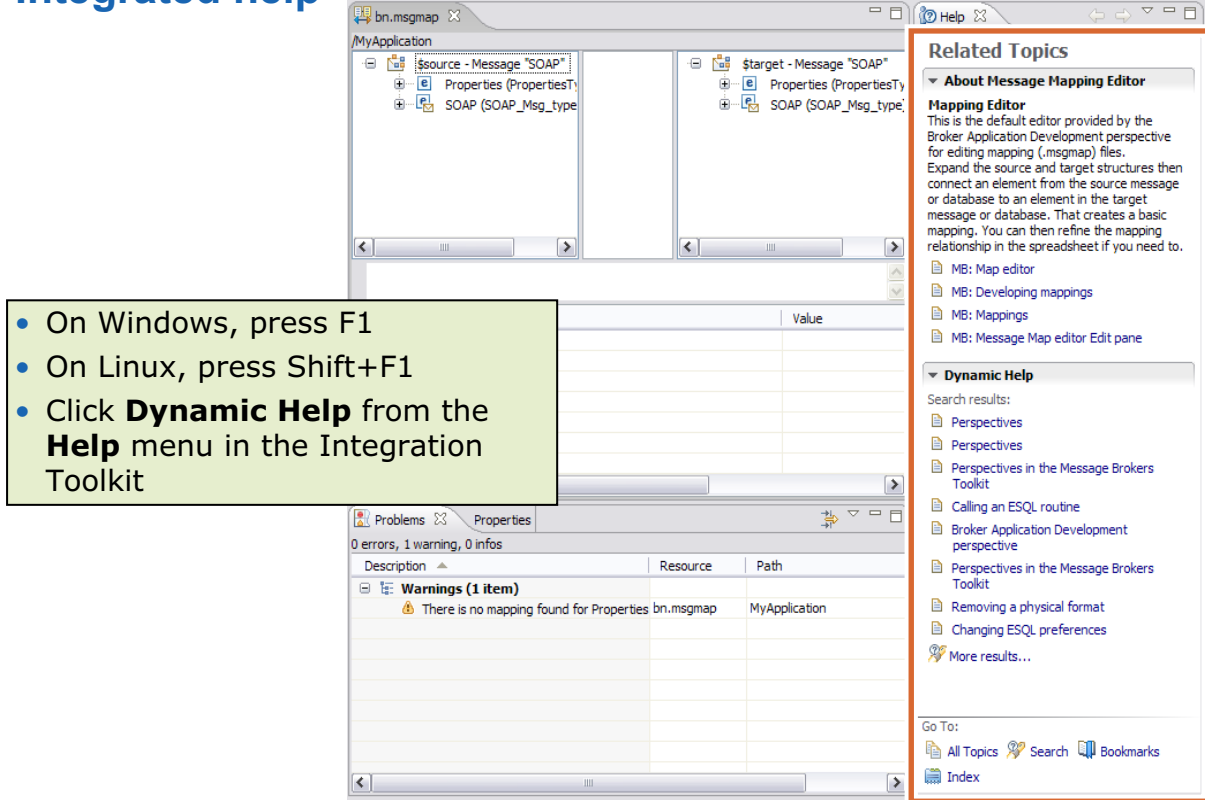 Integrated help
bn.msgmap
/MyApplication
$source - Message "SOAP"
Properties (PropertiesTy
SOAP (SOAP_Msg_type
$target - Message "SOAP"
Properties (PropertiesTy
SOAP (SOAP_Msg_type)
Value
• On Windows, press F1
• On Linux, press Shift+F1
• Click Dynamic Help from the
Help menu in the Integration
Toolkit
Problems Properties
0 errors, 1 warning, 0 infos
Description Resource Path
Warnings (1 item)
There is no mapping found for Properties bn.msgmap MyApplication
Help
Related Topics
About Message Mapping Editor
Mapping Editor
This is the default editor provided by the
Broker Application Development perspective
for editing mapping (.msgmap) files.
Expand the source and target structures then
connect an element from the source message
or database to an element in the target
message or database. That creates a basic
mapping. You can then refine the mapping
relationship in the spreadsheet if you need to.
MB: Map editor
MB: Developing mappings
MB: Mappings
MB: Message Map editor Edit pane
Dynamic Help
Search results:
Perspectives
Perspectives
Perspectives in the Message Brokers
Toolkit
Calling an ESQL routine
Broker Application Development
perspective
Perspectives in the Message Brokers
Toolkit
Removing a physical format
Changing ESQL preferences
More results...
Go To:
All Topics Search Bookmarks
Index